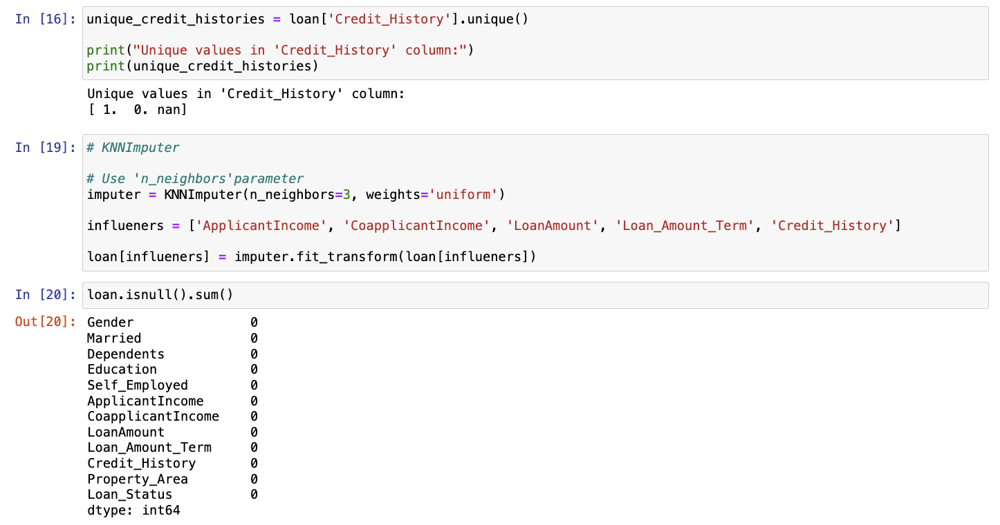 In [16]: unique_credit_histories = loan['Credit_History'].unique()
print("Unique values in 'Credit_History' column:")
print(unique_credit_histories)
Unique values in 'Credit_History' column:
[ 1.  0. nan]
In [19]: # KNNImputer
# Use 'n_neighbors'parameter
imputer = KNNImputer(n_neighbors=3, weights='uniform')
influeners = ['ApplicantIncome', 'CoapplicantIncome', 'LoanAmount', 'Loan_Amount_Term', 'Credit_History']
loan[influeners] = imputer.fit_transform(loan[influeners])
In [20]: loan.isnull().sum()
Out[20]: Gender 0
Married 0
Dependents 0
Education 0
Self_Employed 0
ApplicantIncome 0
CoapplicantIncome 0
LoanAmount 0
Loan_Amount_Term 0
Credit_History 0
Property_Area 0
Loan_Status 0
dtype: int64